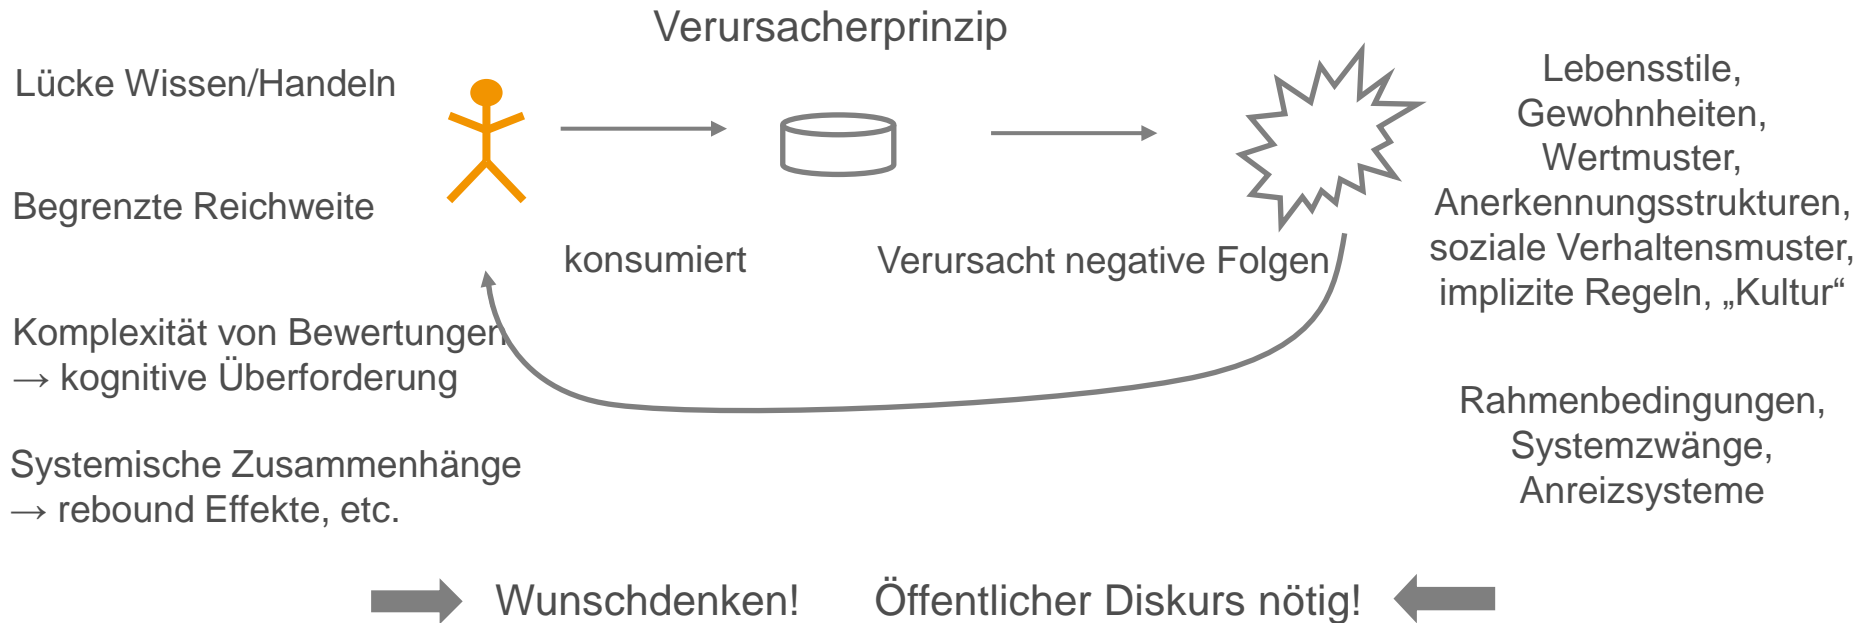 Verursacherprinzip
Lücke Wissen/Handeln
Begrenzte Reichweite
Komplexität von Bewertungen
→ kognitive Überforderung
Systemische Zusammenhänge
→ rebound Effekte, etc.
konsumiert
Verursacht negative Folgen
Lebensstile,
Gewohnheiten,
Wertmuster,
Anerkennungsstrukturen,
soziale Verhaltensmuster,
implizite Regeln, „Kultur“
Rahmenbedingungen,
Systemzwänge,
Anreizsysteme
Wunschdenken!
Öffentlicher Diskurs nötig!